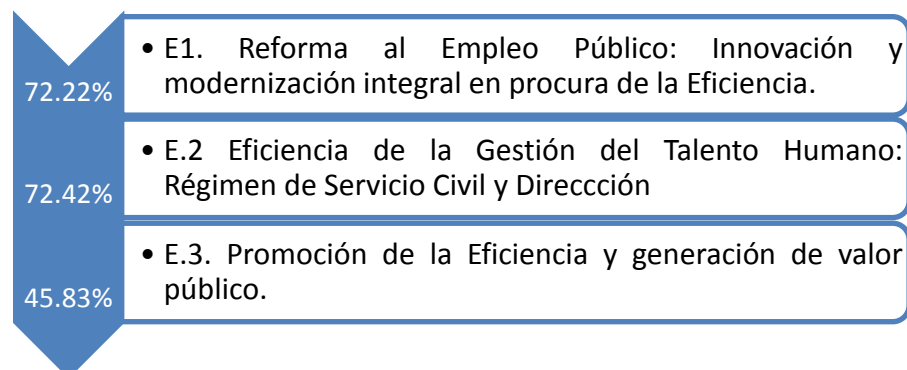 72.22%
• E1. Reforma al Empleo Público: Innovación y
modernización integral en procura de la Eficiencia.
72.42%
• E.2 Eficiencia de la Gestión del Talento Humano:
Régimen de Servicio Civil y Direccción
45.83%
• E.3. Promoción de la Eficiencia y generación de valor
público.